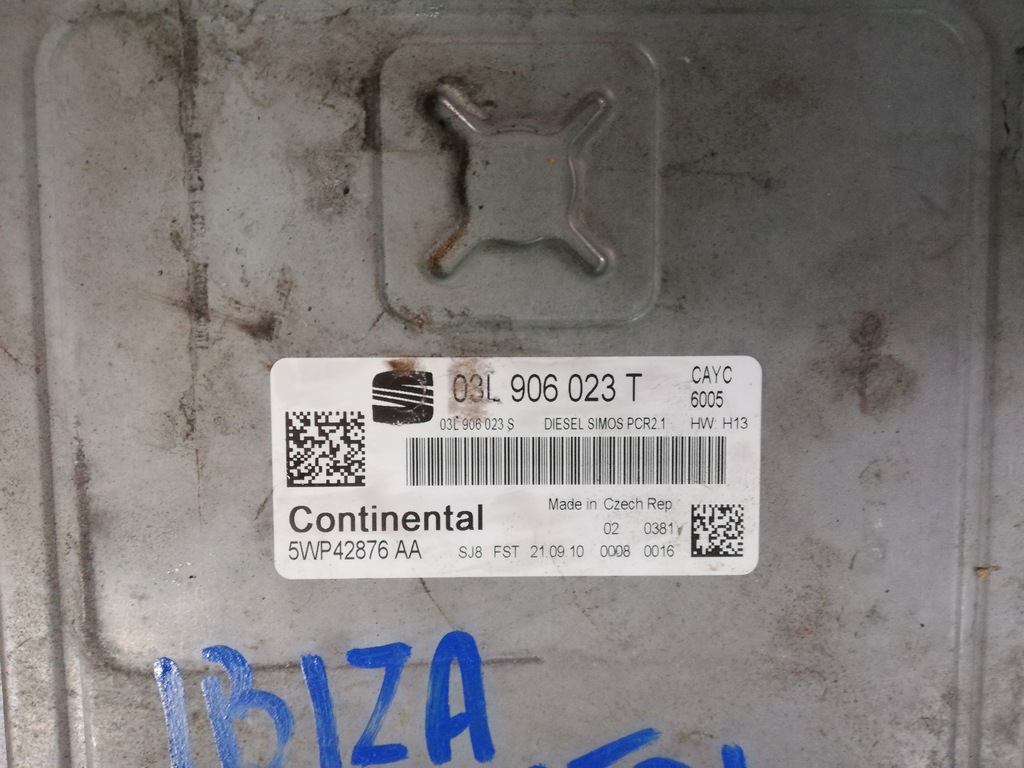 03L 906 023 T
CAYC
6005
03L 906 023 S DIESEL SIMOS PCR2.1 HW: H13
Continental
Made in Czech Rep
02 0381
5WP42876 AA SJ8 FST 21.09.10 0008 0016
IBIZA